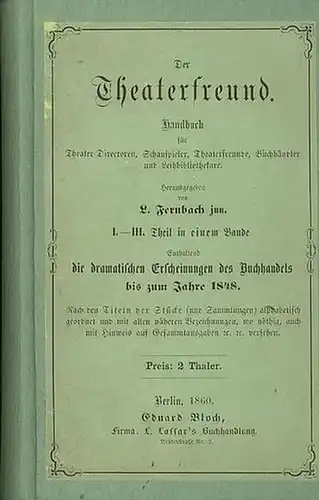 Der
Theaterfreund.
Handbuch
für
Theater-Directoren, Schauspieler, Theaterfreunde, Buchhändler
und Leihbibliothekare.
Herausgegeben
von
L. Fernbach jun.
I.—III. Theil in einem Bande
Enthaltend
die dramatischen Erscheinungen des Buchhandels
bis zum Jahre 1848.
Nach den Titeln der Stücke (und Sammlungen) alphabetisch
geordnet und mit allen näheren Bezeichnungen, wo nöthig, auch
mit Hinweis auf Gesammtausgaben ꝛc. ꝛc. versehen.
Preis: 2 Thaler.
Berlin, 1860.
Eduard Bloch,
Firma: L. Lassar's Buchhandlung.